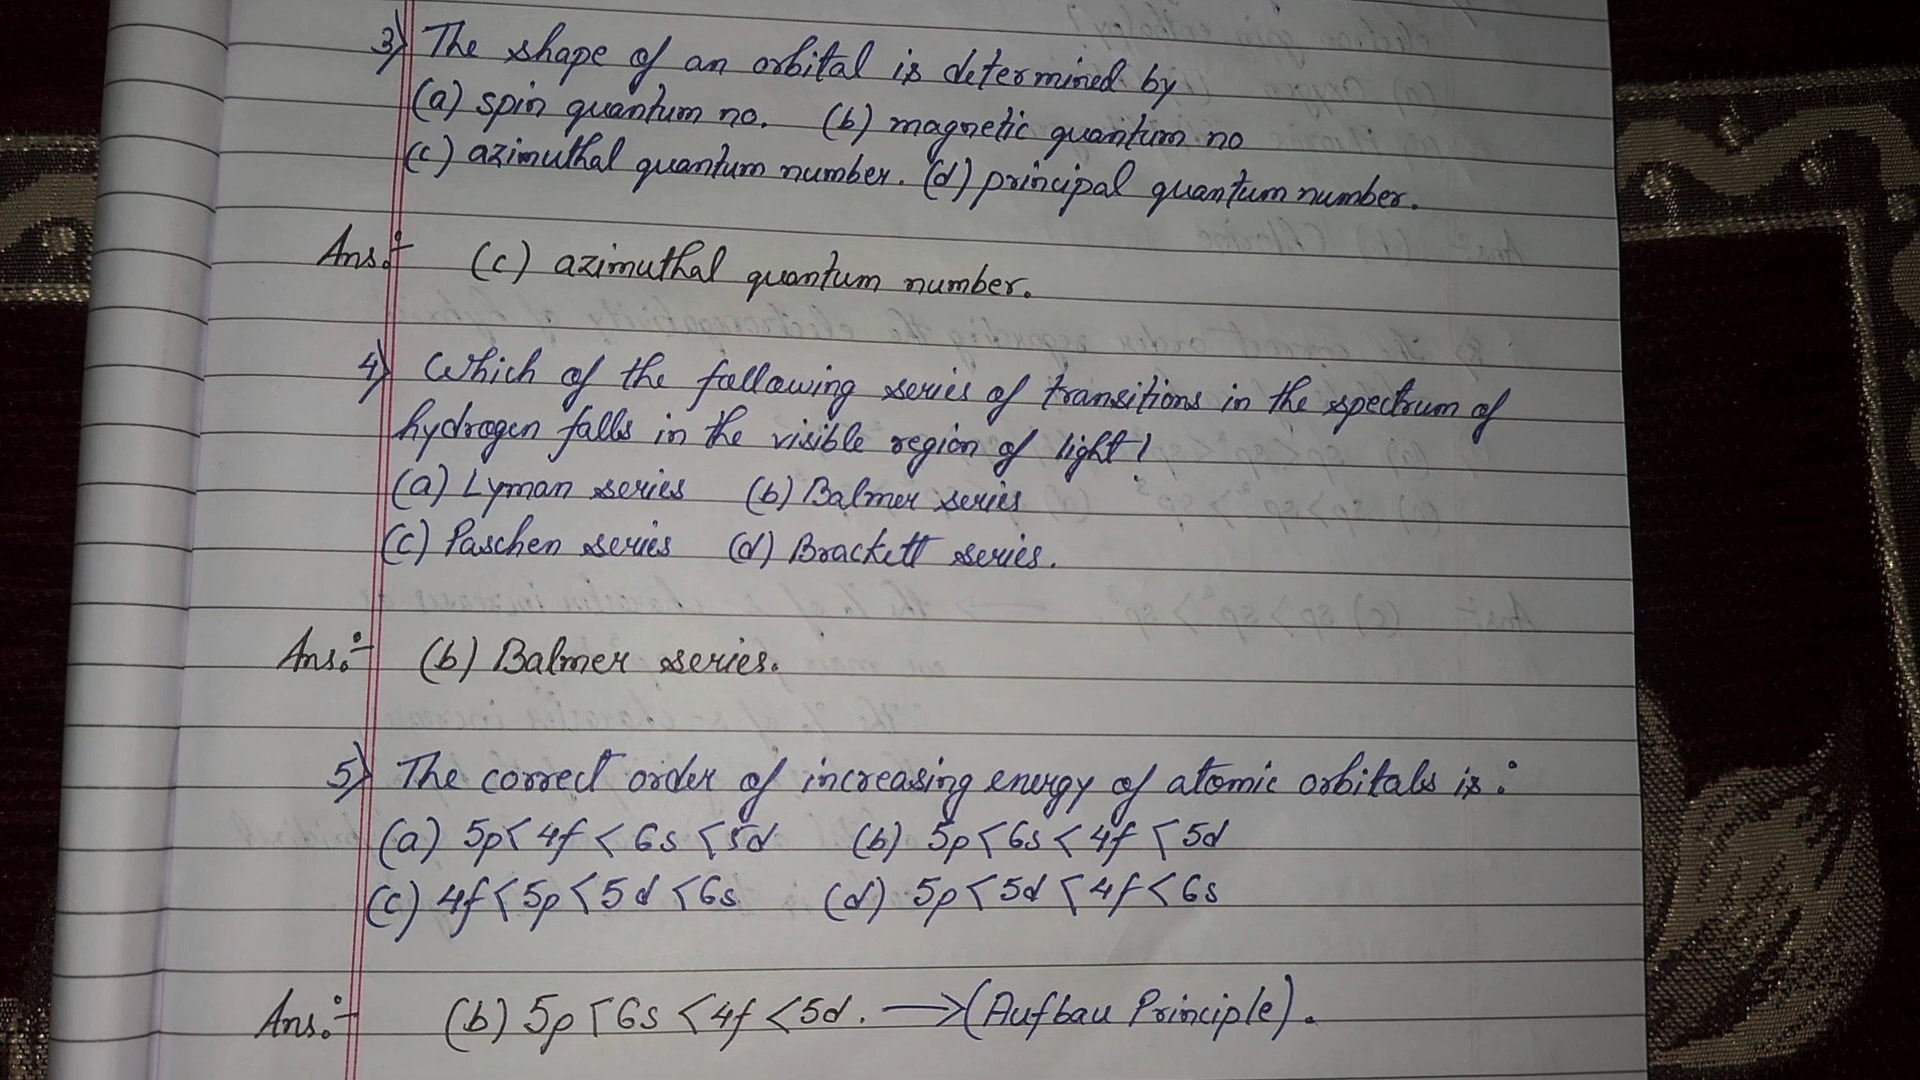 3) The shape of an orbital is determined by
(a) spin quantum no. (b) magnetic quantum no
(c) azimuthal quantum number. (d) principal quantum number.
Ans:- (c) azimuthal quantum number.
4) Which of the following series of transitions in the spectrum of
hydrogen falls in the visible region of light?
(a) Lyman series (b) Balmer series
(c) Paschen series (d) Brackett series.
Ans:- (b) Balmer series.
5) The correct order of increasing energy of atomic orbitals is:
(a) 5p < 4f < 6s < 5d (b) 5p < 6s < 4f < 5d
(c) 4f < 5p < 5d < 6s (d) 5p < 5d < 4f < 6s
Ans:- (b) 5p < 6s < 4f < 5d. → (Aufbau Principle).